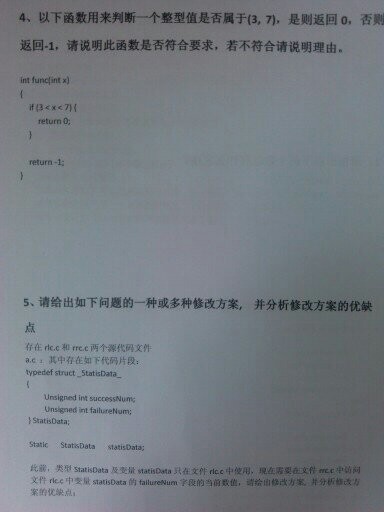 4、以下函数用来判断一个整型值是否属于(3, 7)，是则返回 0，否则
返回-1，请说明此函数是否符合要求，若不符合请说明理由。
int func(int x)
{
if (3 < x < 7) {
return 0;
}
return -1;
}
5、请给出如下问题的一种或多种修改方案，并分析修改方案的优缺
点
存在 rlc.c 和 rrc.c 两个源代码文件
a.c ：其中存在如下代码片段：
typedef struct _StatisData_
{
Unsigned int successNum;
Unsigned int failureNum;
} StatisData;
Static StatisData statisData;
此前，类型 StatisData 及变量 statisData 只在文件 rlc.c 中使用，现在需要在文件 rrc.c 中访问
文件 rlc.c 中变量 statisData 的 failureNum 字段的当前数值，请给出修改方案，并分析修改方
案的优缺点；